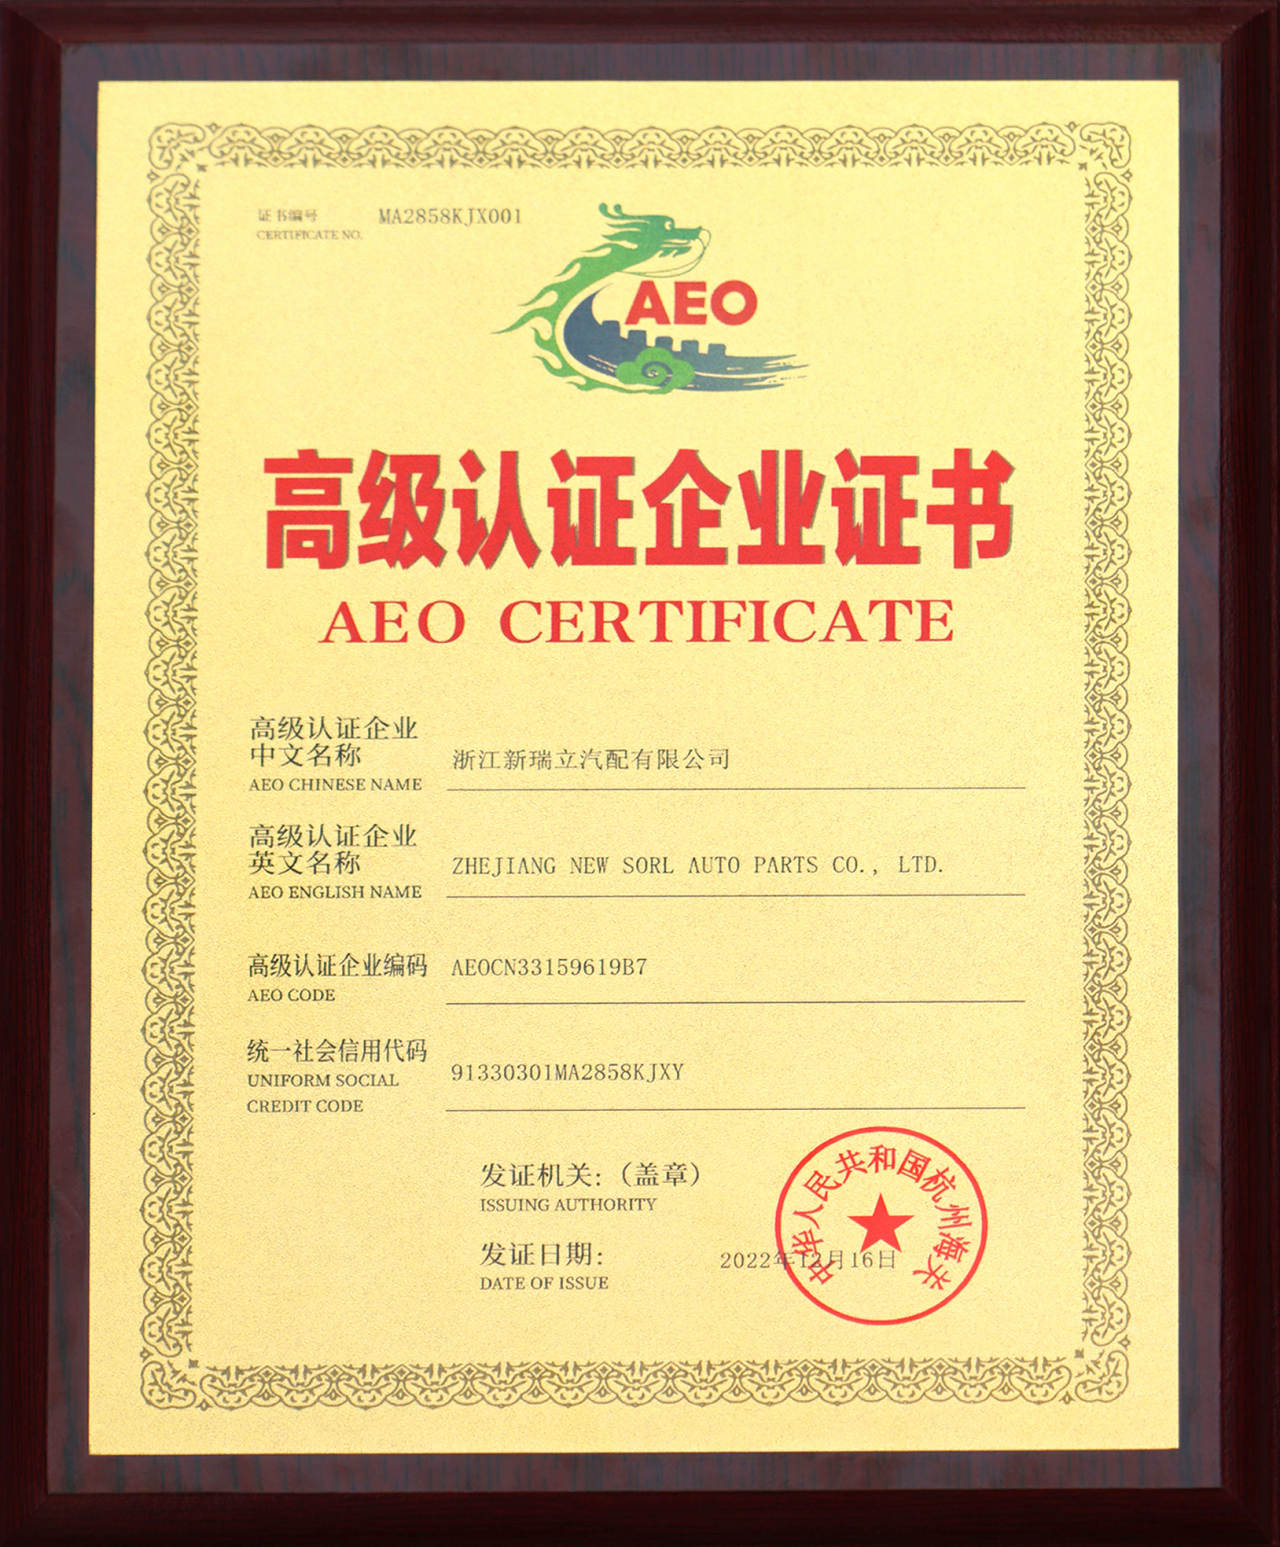 证书编号 MA2858KJX001
CERTIFICATE NO.
AEO
高级认证企业证书
AEO CERTIFICATE
高级认证企业
中文名称 浙江新瑞立汽配有限公司
AEO CHINESE NAME
高级认证企业
英文名称 ZHEJIANG NEW SORL AUTO PARTS CO., LTD.
AEO ENGLISH NAME
高级认证企业编码 AEOCN33159619B7
AEO CODE
统一社会信用代码 91330301MA2858KJXY
UNIFORM SOCIAL
CREDIT CODE
发证机关:（盖章）
ISSUING AUTHORITY
中华人民共和国杭州海关
发证日期: 2022年12月16日
DATE OF ISSUE